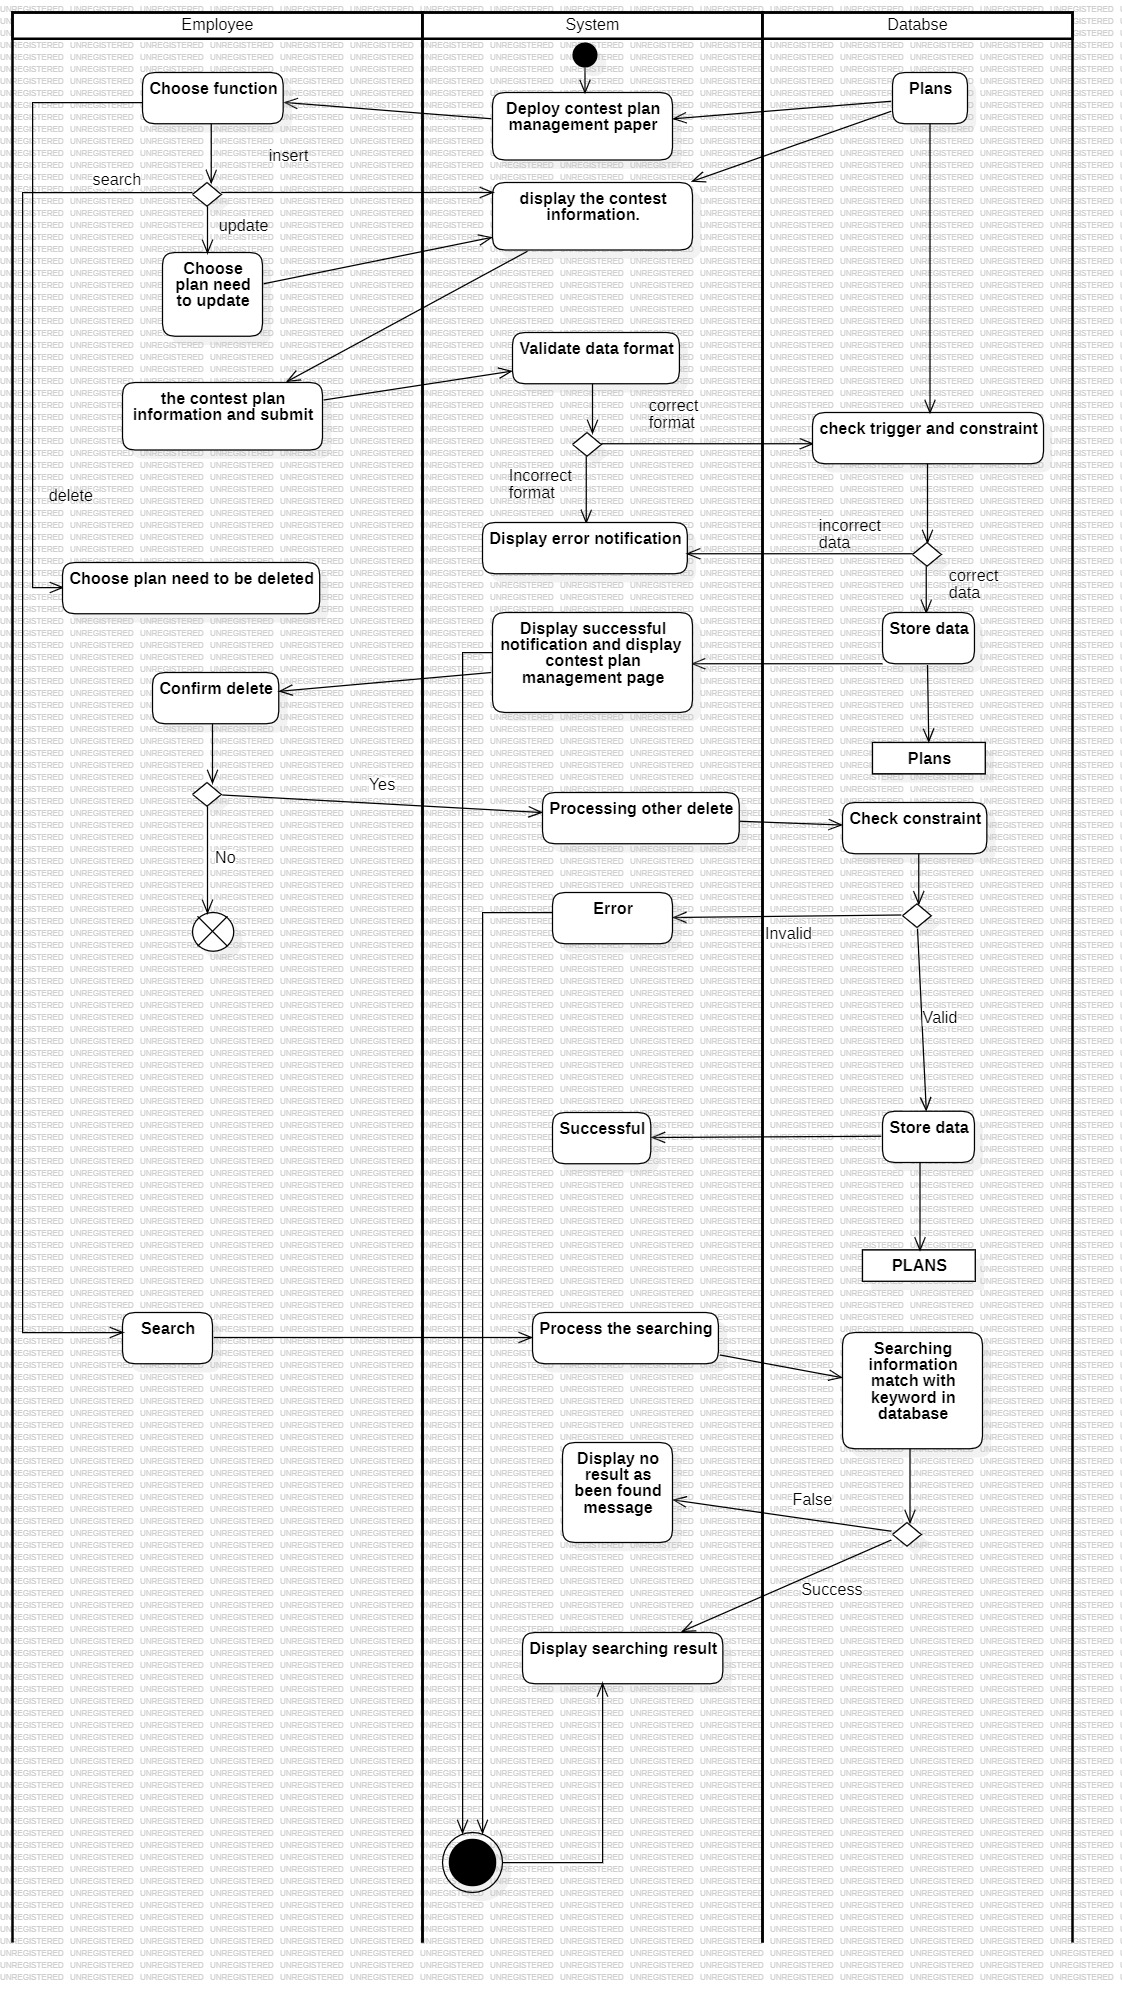 Employee
System
Databse
Choose function
Deploy contest plan
management paper
Plans
insert
search
display the contest
information.
update
Choose
plan need
to update
Validate data format
the contest plan
information and submit
correct
format
check trigger and constraint
Incorrect
format
delete
Display error notification
incorrect
data
Choose plan need to be deleted
correct
data
Display successful
notification and display
contest plan
management page
Store data
Confirm delete
Plans
Yes
Processing other delete
Check constraint
No
Error
Invalid
Valid
Successful
Store data
PLANS
Search
Process the searching
Searching
information
match with
keyword in
database
Display no
result as
been found
message
False
Success
Display searching result
UNREGISTERED